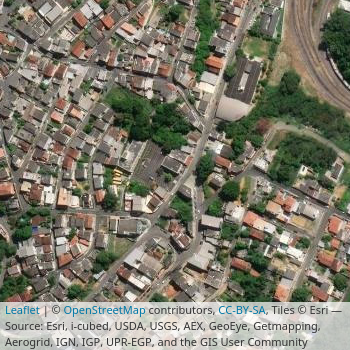 Leaflet | © OpenStreetMap contributors, CC-BY-SA, Tiles © Esri —
Source: Esri, i-cubed, USDA, USGS, AEX, GeoEye, Getmapping,
Aerogrid, IGN, IGP, UPR-EGP, and the GIS User Community